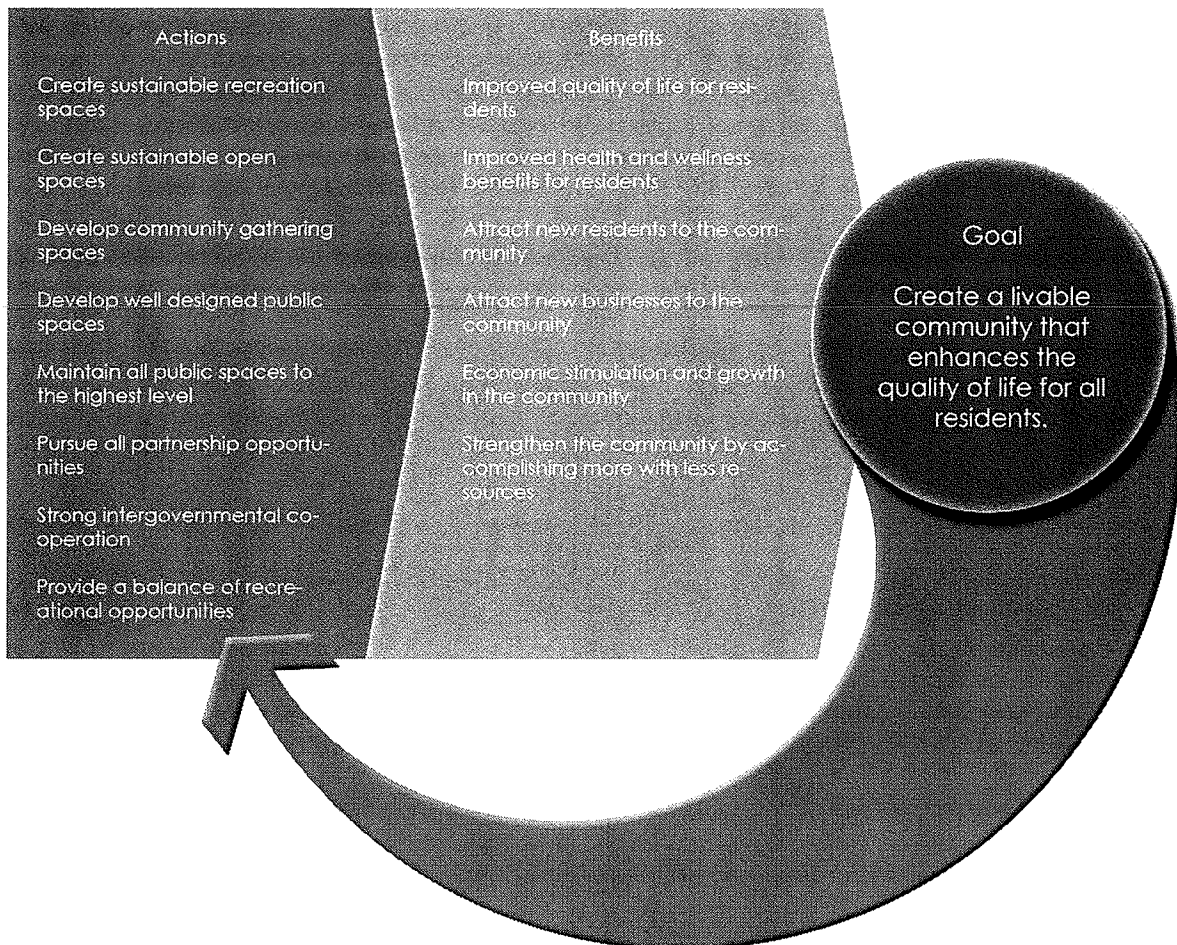 Actions
Create sustainable recreation
spaces
Create sustainable open
spaces
Develop community gathering
spaces
Develop well designed public
spaces
Maintain all public spaces to
the highest level
Pursue all partnership opportu-
nities
Strong intergovernmental co-
operation
Provide a balance of recre-
ational opportunities
Benefits
Improved quality of life for resi-
dents
Improved health and wellness
benefits for residents
Attract new residents to the com-
munity
Attract new businesses to the
community
Economic stimulation and growth
in the community
Strengthen the community by ac-
complishing more with less re-
sources
Goal
Create a livable
community that
enhances the
quality of life for all
residents.